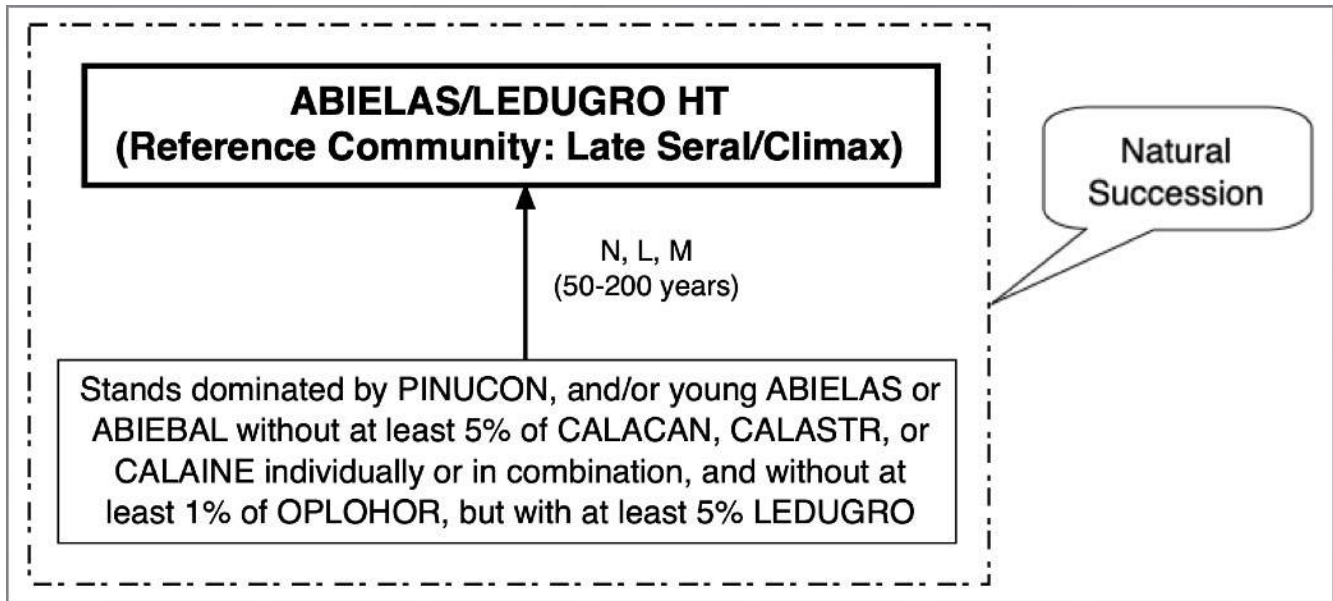 ABIELAS/LEDUGRO HT
(Reference Community: Late Seral/Climax)
Natural
Succession
N, L, M
(50-200 years)
Stands dominated by PINUCON, and/or young ABIELAS or
ABIEBAL without at least 5% of CALACAN, CALASTR, or
CALAINE individually or in combination, and without at
least 1% of OPLOHOR, but with at least 5% LEDUGRO